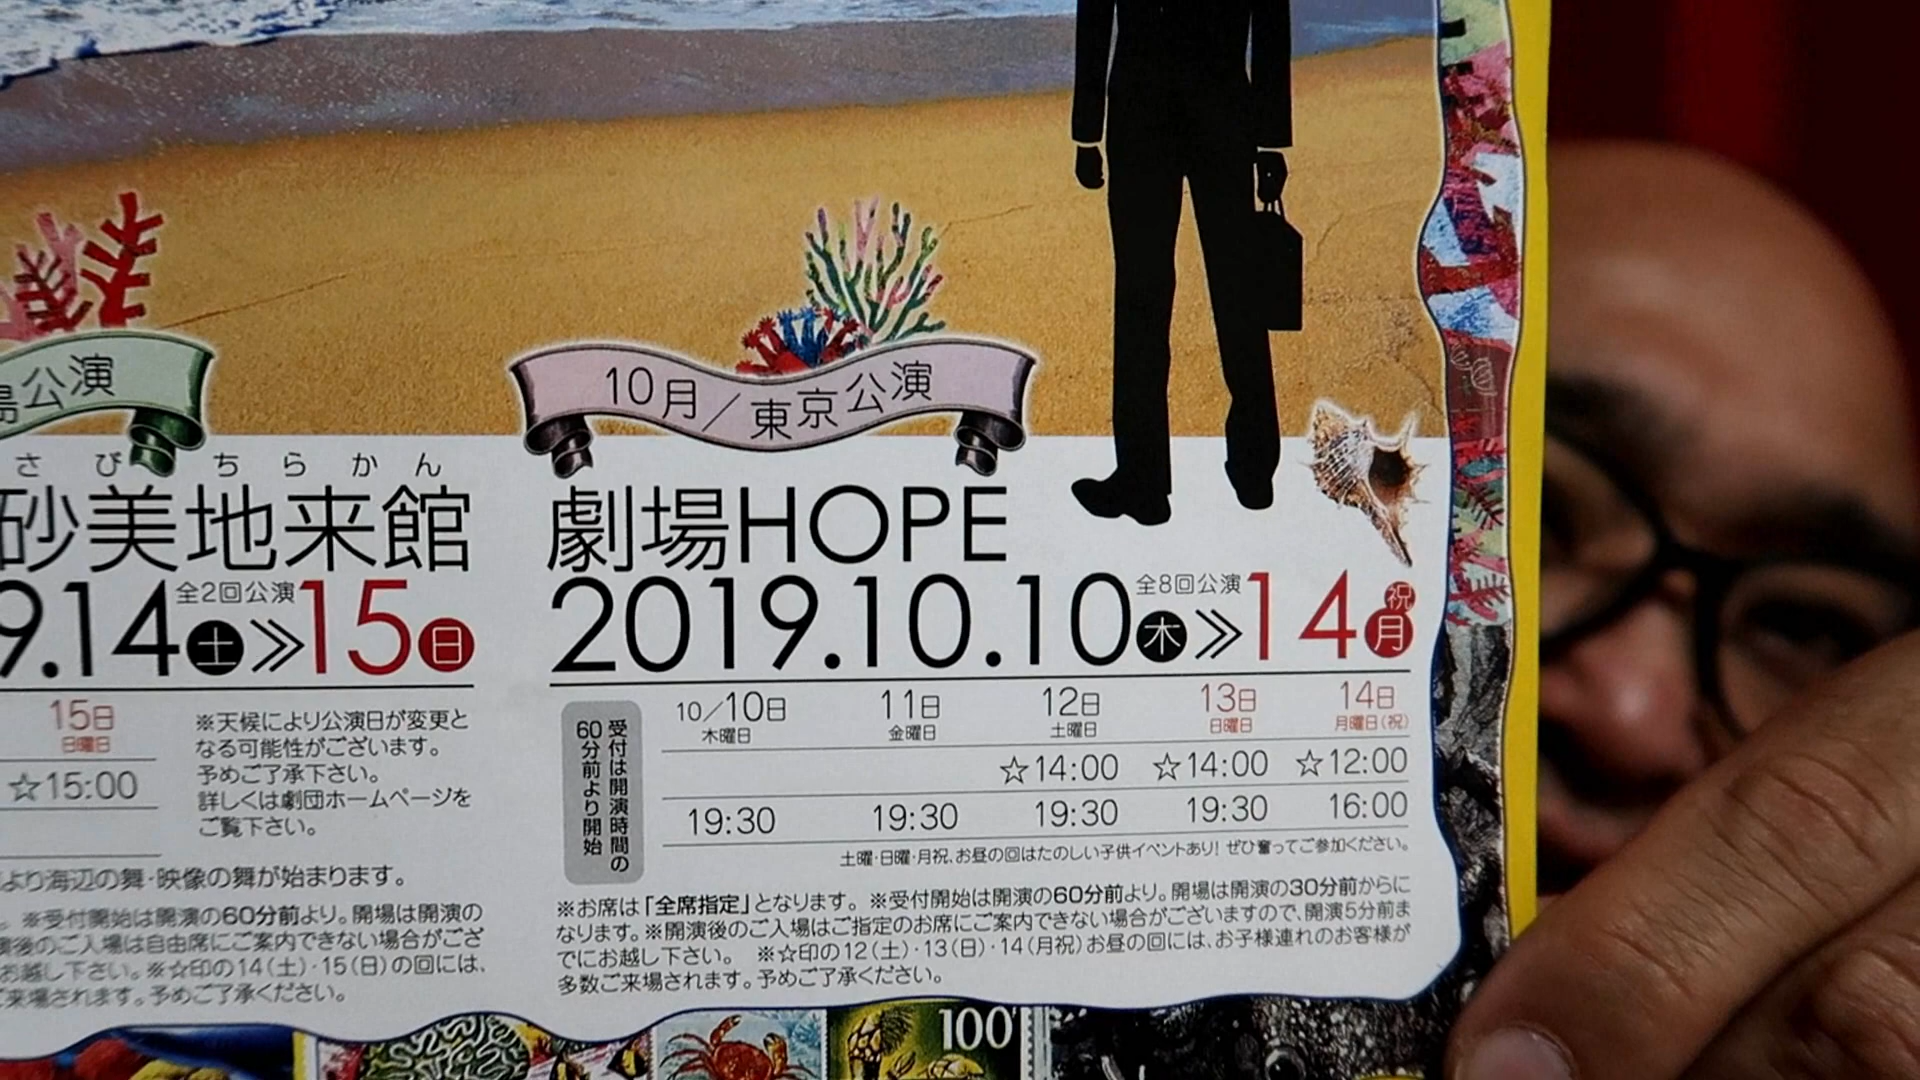 島公演
さびちらかん
砂美地来館
9.14土 全2回公演 ≫15日
15日
日曜日
☆15:00
※天候により公演日が変更と
なる可能性がございます。
予めご了承下さい。
詳しくは劇団ホームページを
ご覧下さい。
より海辺の舞・映像の舞が始まります。
。※受付開始は開演の60分前より。開場は開演の
演後のご入場は自由席にご案内できない場合がござ
お越し下さい。※☆印の14(土)・15(日)の回には、
ご来場されます。予めご了承ください。
10月/東京公演
劇場HOPE
2019.10.10木 全8回公演 ≫14月祝
受付は開演時間の
60分前より開始
10/10日 11日 12日 13日 14日
木曜日 金曜日 土曜日 日曜日 月曜日(祝)
☆14:00 ☆14:00 ☆12:00
19:30 19:30 19:30 19:30 16:00
土曜・日曜・月祝、お昼の回はたのしい子供イベントあり! ぜひ奮ってご参加ください。
※お席は「全席指定」となります。※受付開始は開演の60分前より。開場は開演の30分前からに
なります。※開演後のご入場はご指定のお席にご案内できない場合がございますので、開演5分前ま
でにお越し下さい。 ※☆印の12(土)・13(日)・14(月祝)お昼の回には、お子様連れのお客様が
多数ご来場されます。予めご了承ください。
100